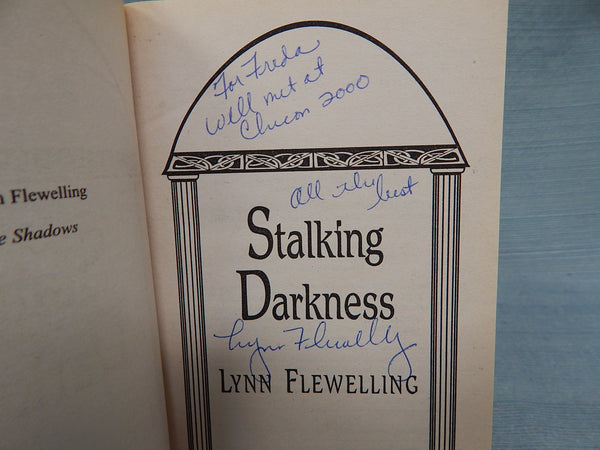 n Flewelling
e Shadows
For Freda
Well met at
Chicon 2000
All the
best
Stalking
Darkness
Lynn Flewelling
LYNN FLEWELLING